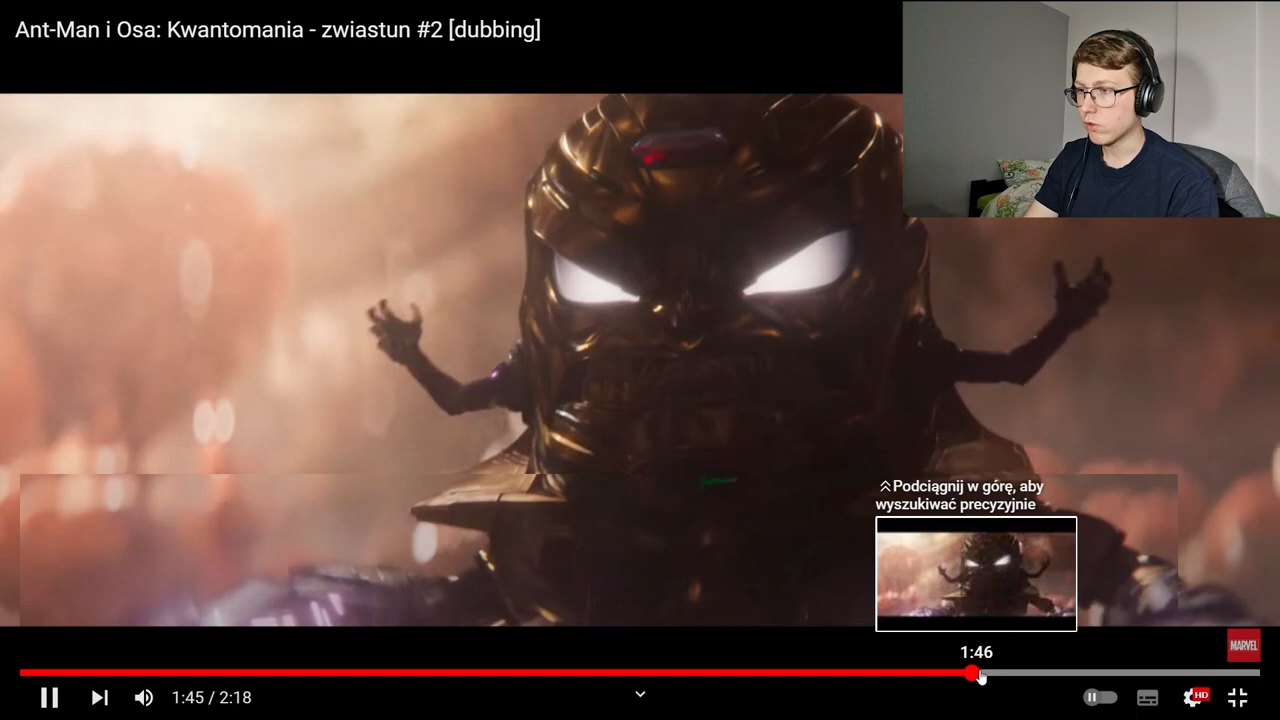 Ant-Man i Osa: Kwantomania - zwiastun #2 [dubbing]
Podciągnij w górę, aby
wyszukiwać precyzyjnie
MARVEL
1:46
1:45 / 2:18
HD